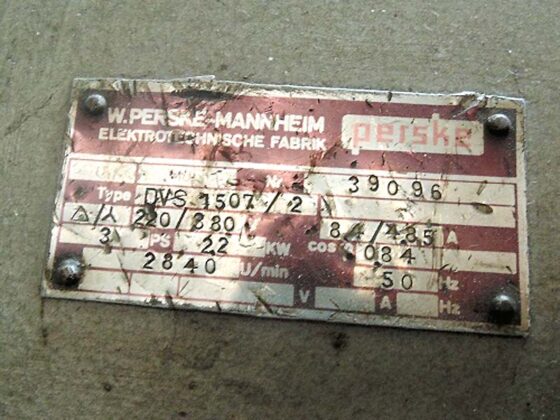 W.PERSKE-MANNHEIM
ELEKTROTECHNISCHE FABRIK
perske
Nr 39096
Type DVS 1507/2
△/⅄ 220/380 84/485 A
3 PS 22 KW cos 084
2840 U/min 50 Hz
V A Hz